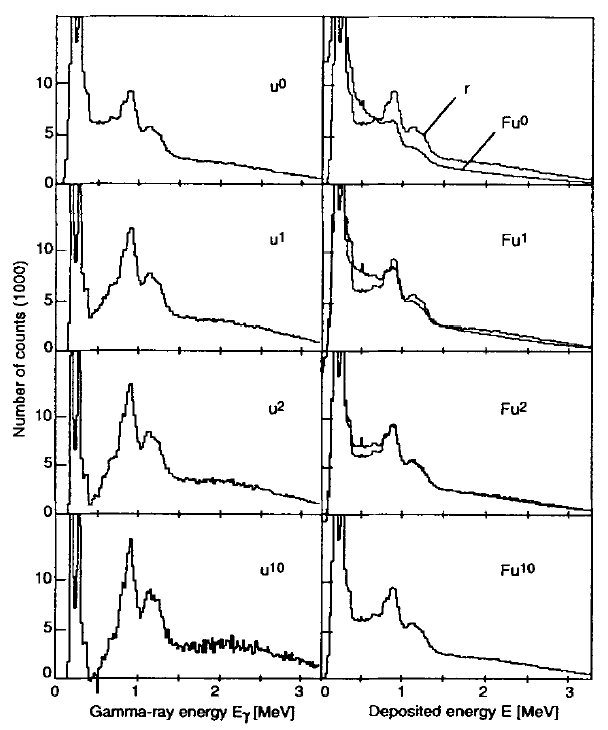 Number of counts (1000)
10
5
0
u⁰
r
Fu⁰
10
5
0
u¹
Fu¹
10
5
0
u²
Fu²
10
5
0
u¹⁰
Fu¹⁰
0 1 2 3
0 1 2 3
Gamma-ray energy Eγ [MeV]
Deposited energy E [MeV]